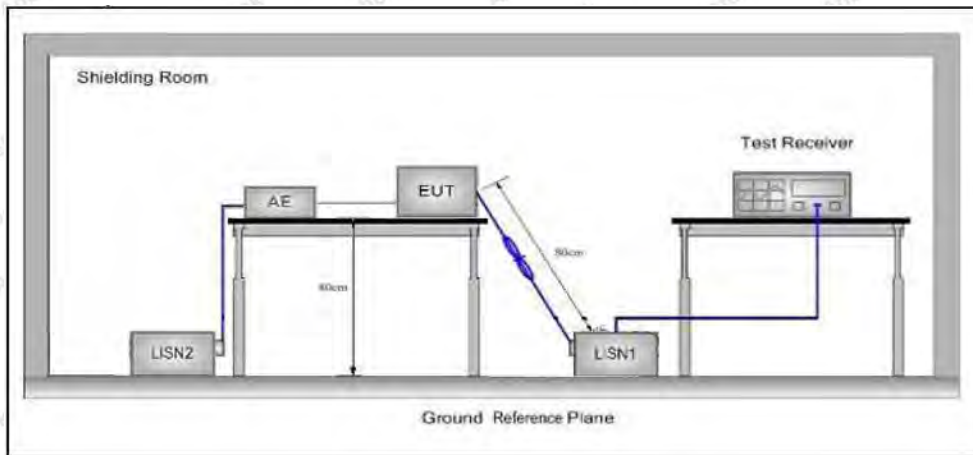 Shielding Room
Test Receiver
AE
EUT
80cm
80cm
LISN2
LISN1
Ground Reference Plane